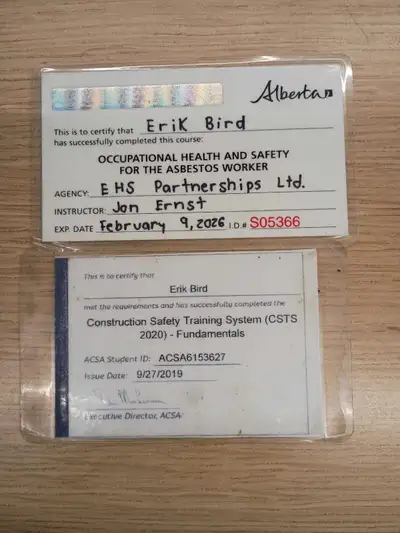 Alberta
This is to certify that Erik Bird
has successfully completed this course:
OCCUPATIONAL HEALTH AND SAFETY
FOR THE ASBESTOS WORKER
AGENCY: EHS Partnerships Ltd.
INSTRUCTOR: Jon Ernst
EXP. DATE February 9, 2026 I.D.# S05366
This is to certify that
Erik Bird
met the requirements and has successfully completed the
Construction Safety Training System (CSTS
2020) - Fundamentals
ACSA Student ID: ACSA6153627
Issue Date: 9/27/2019
Executive Director, ACSA